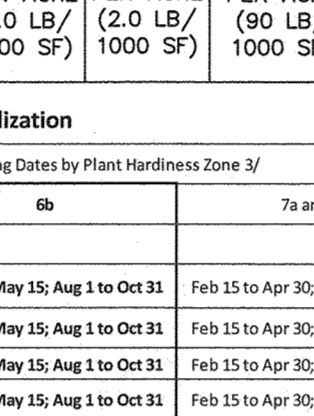 .0 LB/ (2.0 LB/ (90 LB
00 SF) 1000 SF) 1000 S
lization
ng Dates by Plant Hardiness Zone 3/
6b 7a a
May 15; Aug 1 to Oct 31 Feb 15 to Apr 30;
May 15; Aug 1 to Oct 31 Feb 15 to Apr 30;
May 15; Aug 1 to Oct 31 Feb 15 to Apr 30;
May 15; Aug 1 to Oct 31 Feb 15 to Apr 30;